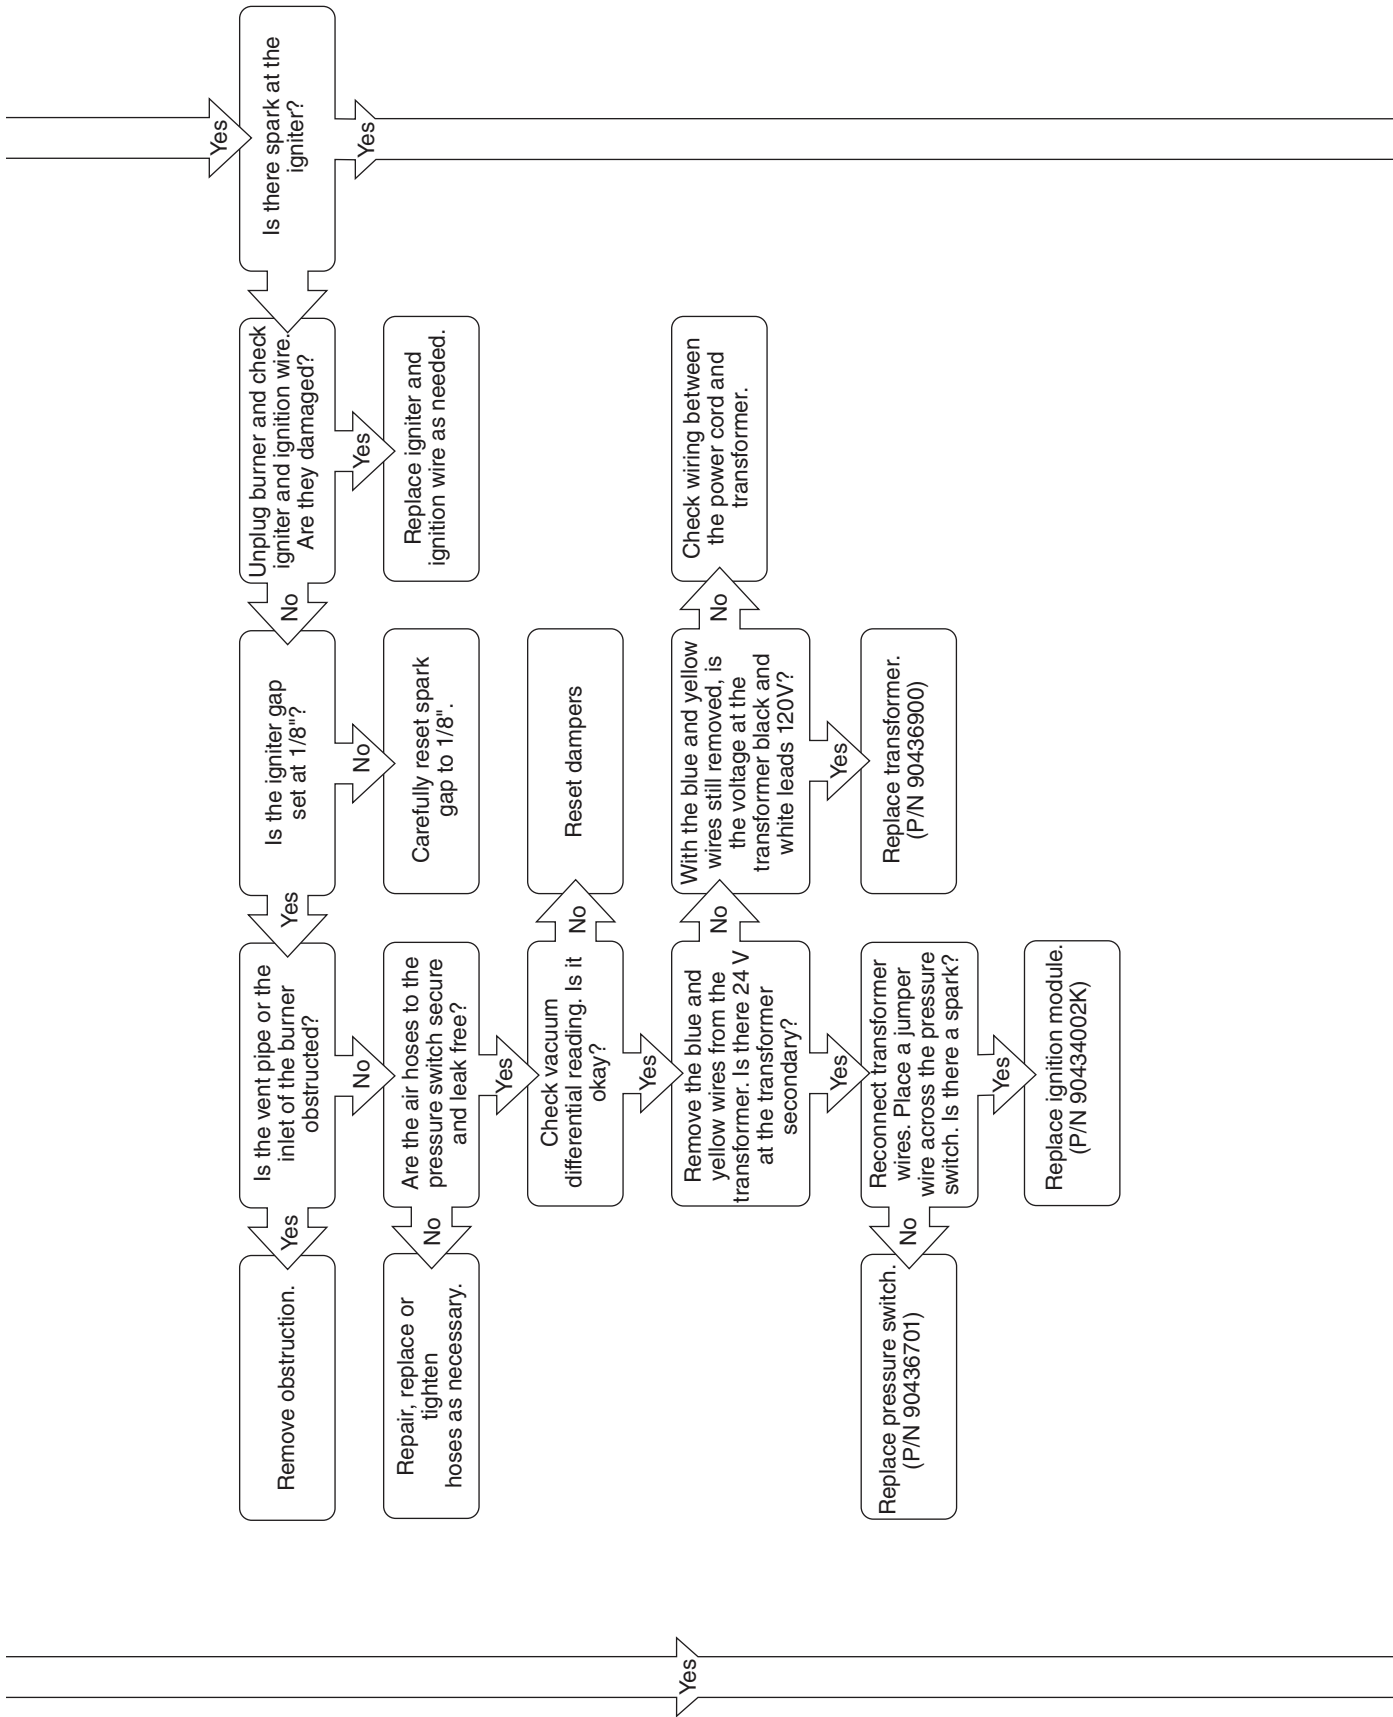 Yes
Is there spark at the
igniter?
Yes
Unplug burner and check
igniter and ignition wire.
Are they damaged?
Yes
Replace igniter and
ignition wire as needed.
No
Is the igniter gap
set at 1/8"?
No
Carefully reset spark
gap to 1/8".
Yes
Is the vent pipe or the
inlet of the burner
obstructed?
Yes
Remove obstruction.
No
Are the air hoses to the
pressure switch secure
and leak free?
No
Repair, replace or
tighten
hoses as necessary.
Yes
Check vacuum
differential reading. Is it
okay?
No
Reset dampers
Yes
Remove the blue and
yellow wires from the
transformer. Is there 24 V
at the transformer
secondary?
No
With the blue and yellow
wires still removed, is
the voltage at the
transformer black and
white leads 120V?
No
Check wiring between
the power cord and
transformer.
Yes
Replace transformer.
(P/N 90436900)
Yes
Reconnect transformer
wires. Place a jumper
wire across the pressure
switch. Is there a spark?
No
Replace pressure switch.
(P/N 90436701)
Yes
Replace ignition module.
(P/N 90434002K)
Yes